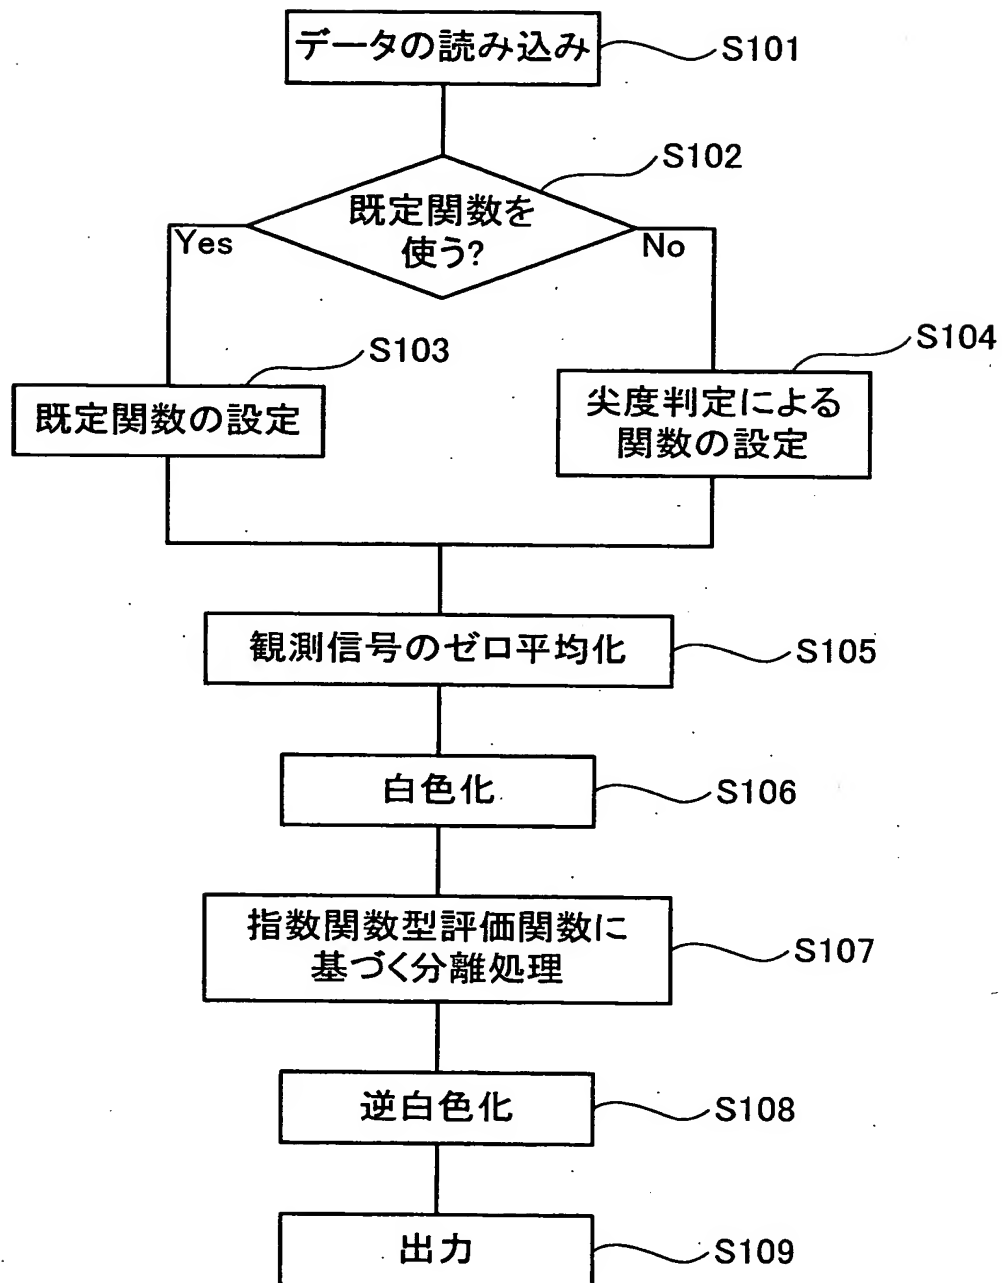 データの読み込み
S101
S102
既定関数を
使う?
Yes
No
S103
既定関数の設定
S104
尖度判定による
関数の設定
観測信号のゼロ平均化
S105
白色化
S106
指数関数型評価関数に
基づく分離処理
S107
逆白色化
S108
出力
S109